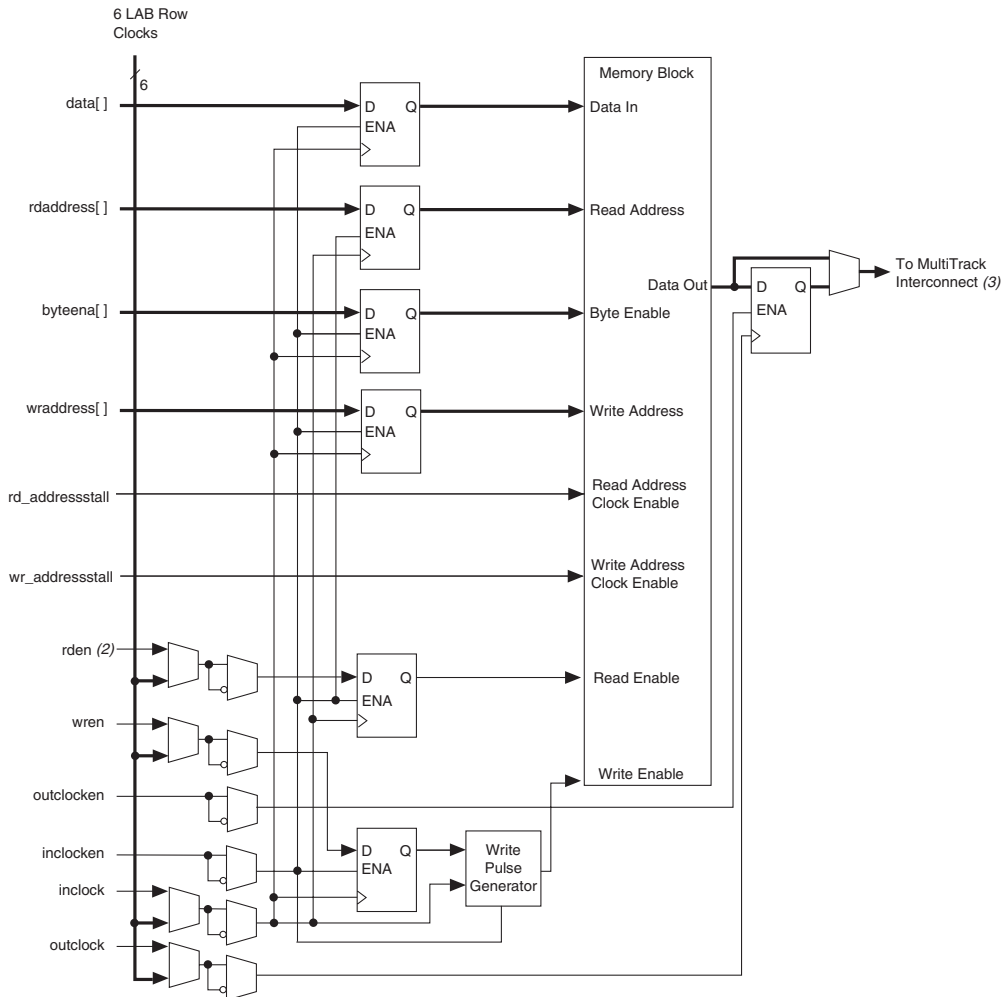 6 LAB Row
Clocks
6
Memory Block
data[ ]
D Q
ENA
Data In
rdaddress[ ]
D Q
ENA
Read Address
To MultiTrack
Interconnect (3)
Data Out
D Q
ENA
byteena[ ]
D Q
ENA
Byte Enable
wraddress[ ]
D Q
ENA
Write Address
rd_addressstall
Read Address
Clock Enable
wr_addressstall
Write Address
Clock Enable
rden (2)
D Q
ENA
Read Enable
wren
Write Enable
outclocken
inclocken
D Q
ENA
Write
Pulse
Generator
inclock
outclock